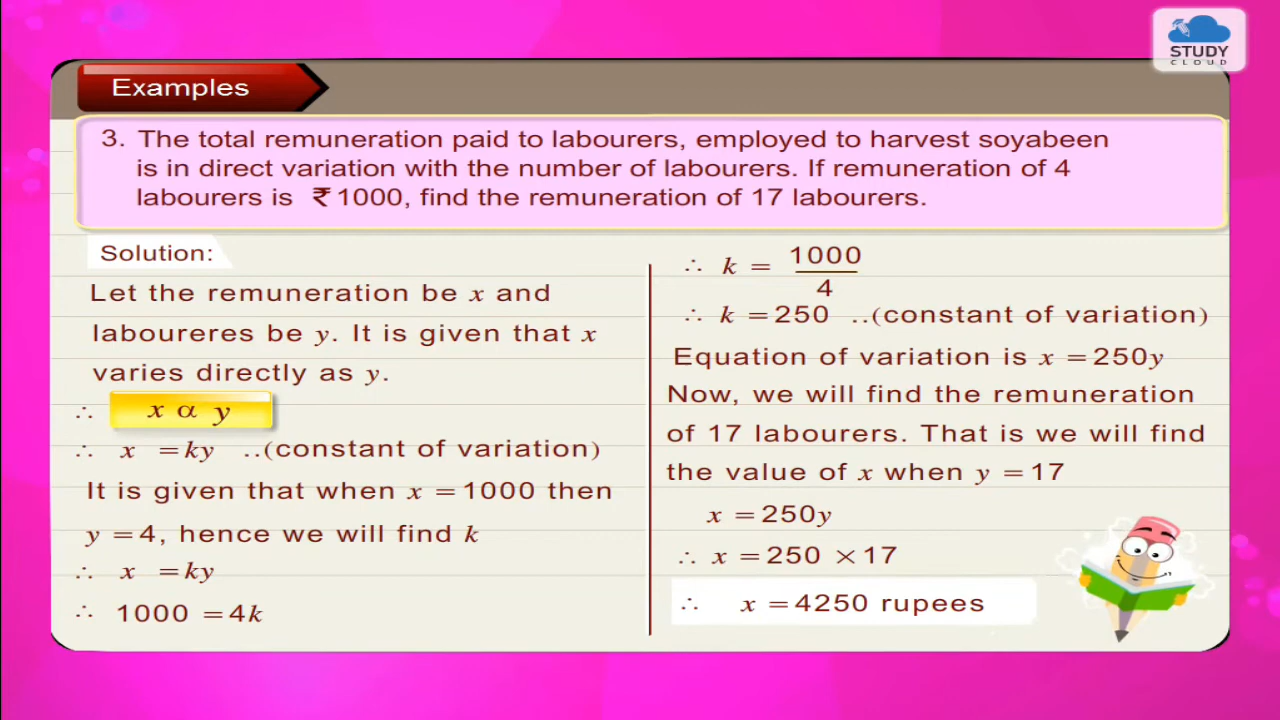 STUDY
CLOUD
Examples
3. The total remuneration paid to labourers, employed to harvest soyabeen
is in direct variation with the number of labourers. If remuneration of 4
labourers is ₹ 1000, find the remuneration of 17 labourers.
Solution:
Let the remuneration be x and
laboureres be y. It is given that x
varies directly as y.
∴ x α y
∴ x = ky ..(constant of variation)
It is given that when x = 1000 then
y = 4, hence we will find k
∴ x = ky
∴ 1000 = 4k
∴ k = 1000
4
∴ k = 250 ..(constant of variation)
Equation of variation is x = 250y
Now, we will find the remuneration
of 17 labourers. That is we will find
the value of x when y = 17
x = 250y
∴ x = 250 × 17
∴ x = 4250 rupees